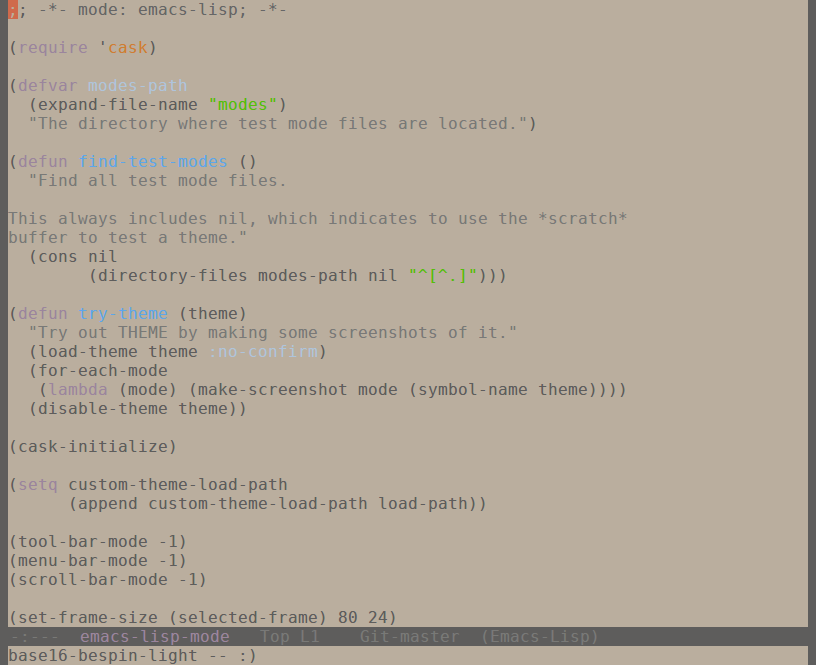 ;; -*- mode: emacs-lisp; -*-
(require 'cask)
(defvar modes-path
  (expand-file-name "modes")
  "The directory where test mode files are located.")
(defun find-test-modes ()
  "Find all test mode files.
This always includes nil, which indicates to use the *scratch*
buffer to test a theme."
  (cons nil
        (directory-files modes-path nil "^[^.]")))
(defun try-theme (theme)
  "Try out THEME by making some screenshots of it."
  (load-theme theme :no-confirm)
  (for-each-mode
   (lambda (mode) (make-screenshot mode (symbol-name theme))))
  (disable-theme theme))
(cask-initialize)
(setq custom-theme-load-path
      (append custom-theme-load-path load-path))
(tool-bar-mode -1)
(menu-bar-mode -1)
(scroll-bar-mode -1)
(set-frame-size (selected-frame) 80 24)
-:---  emacs-lisp-mode   Top L1    Git-master  (Emacs-Lisp)
base16-bespin-light -- :)